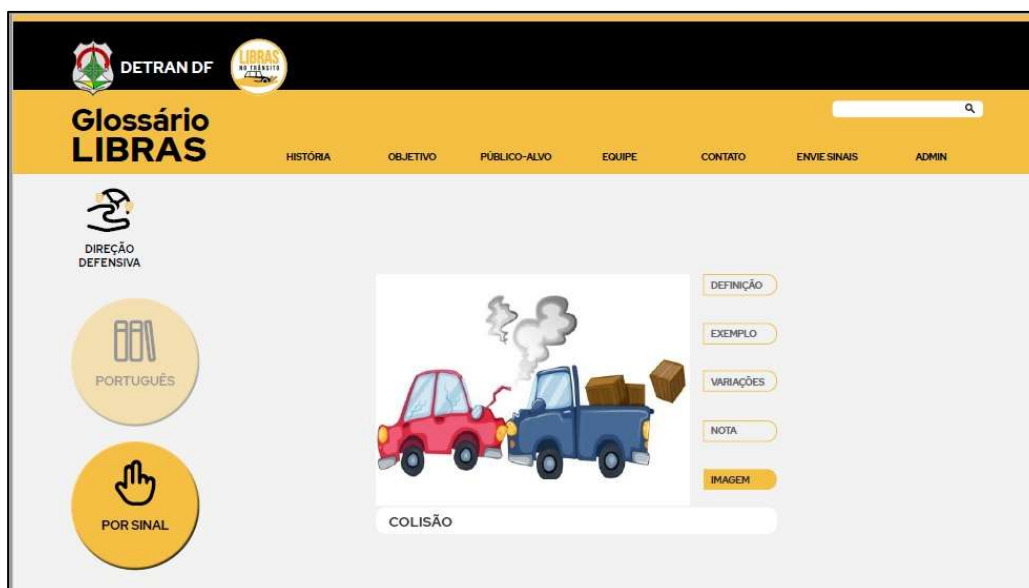 DETRAN DF
LIBRAS
NO TRÂNSITO
Glossário
LIBRAS
HISTÓRIA
OBJETIVO
PÚBLICO-ALVO
EQUIPE
CONTATO
ENVIE SINAIS
ADMIN
DIREÇÃO
DEFENSIVA
PORTUGUÊS
POR SINAL
DEFINIÇÃO
EXEMPLO
VARIAÇÕES
NOTA
IMAGEM
COLISÃO